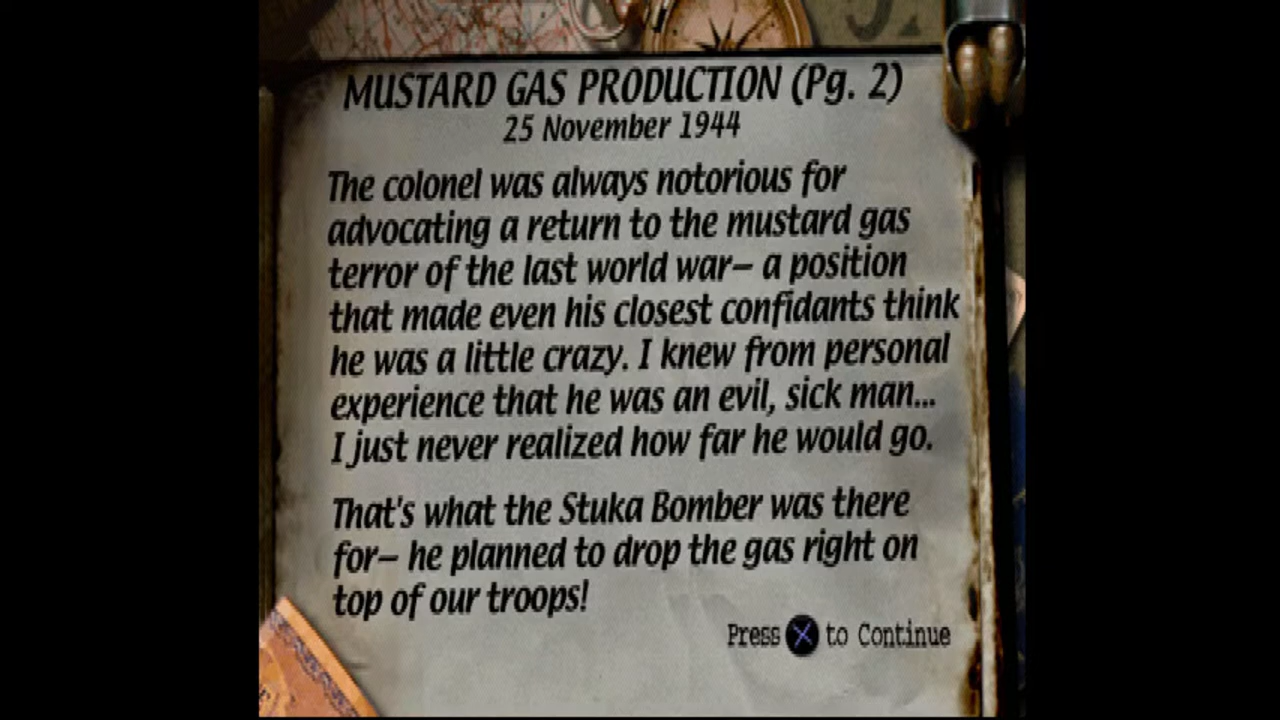 MUSTARD GAS PRODUCTION (Pg. 2)
25 November 1944
The colonel was always notorious for
advocating a return to the mustard gas
terror of the last world war– a position
that made even his closest confidants think
he was a little crazy. I knew from personal
experience that he was an evil, sick man...
I just never realized how far he would go.
That's what the Stuka Bomber was there
for– he planned to drop the gas right on
top of our troops!
Press X to Continue